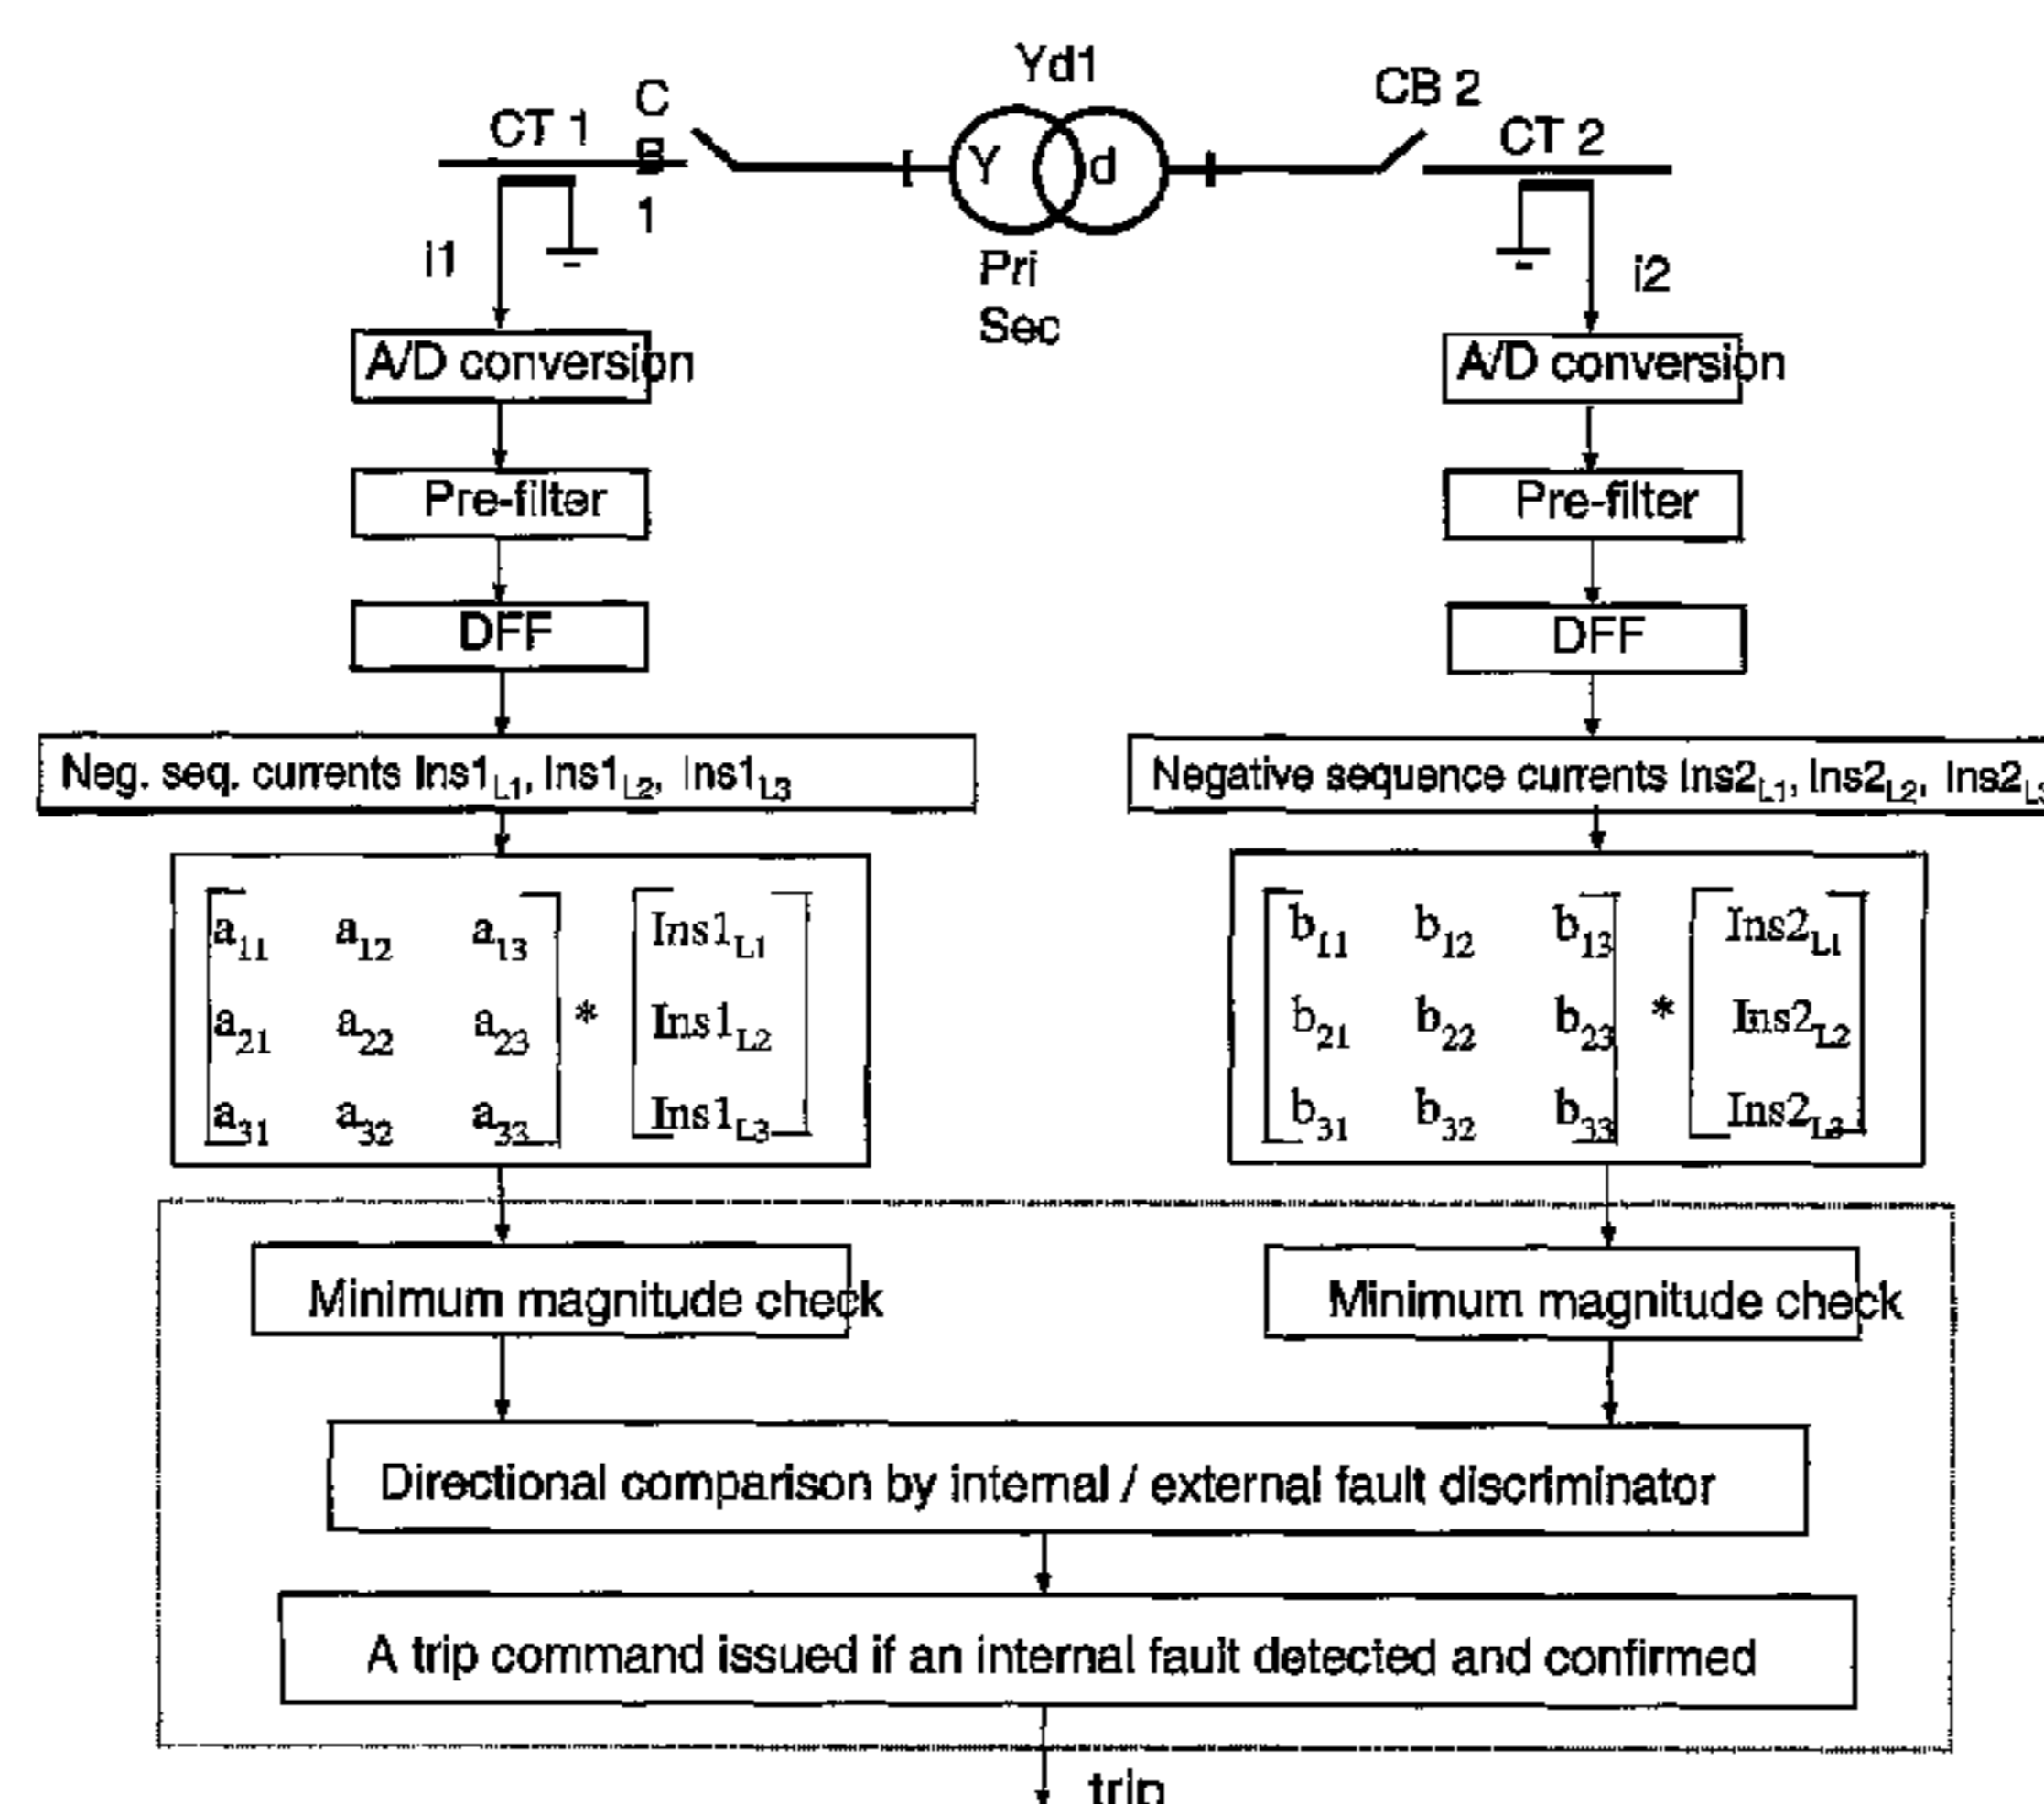 Yd1
CB 2
CT 1
C
B
1
CT 2
Y d
i1
Pri
Sec
i2
A/D conversion
A/D conversion
Pre-filter
Pre-filter
DFF
DFF
Neg. seq. currents Ins1L1, Ins1L2, Ins1L3
Negative sequence currents Ins2L1, Ins2L2, Ins2L3
a11 a12 a13
a21 a22 a23
a31 a32 a33
*
Ins1L1
Ins1L2
Ins1L3
b11 b12 b13
b21 b22 b23
b31 b32 b33
*
Ins2L1
Ins2L2
Ins2L3
Minimum magnitude check
Minimum magnitude check
Directional comparison by internal / external fault discriminator
A trip command issued if an internal fault detected and confirmed
trip